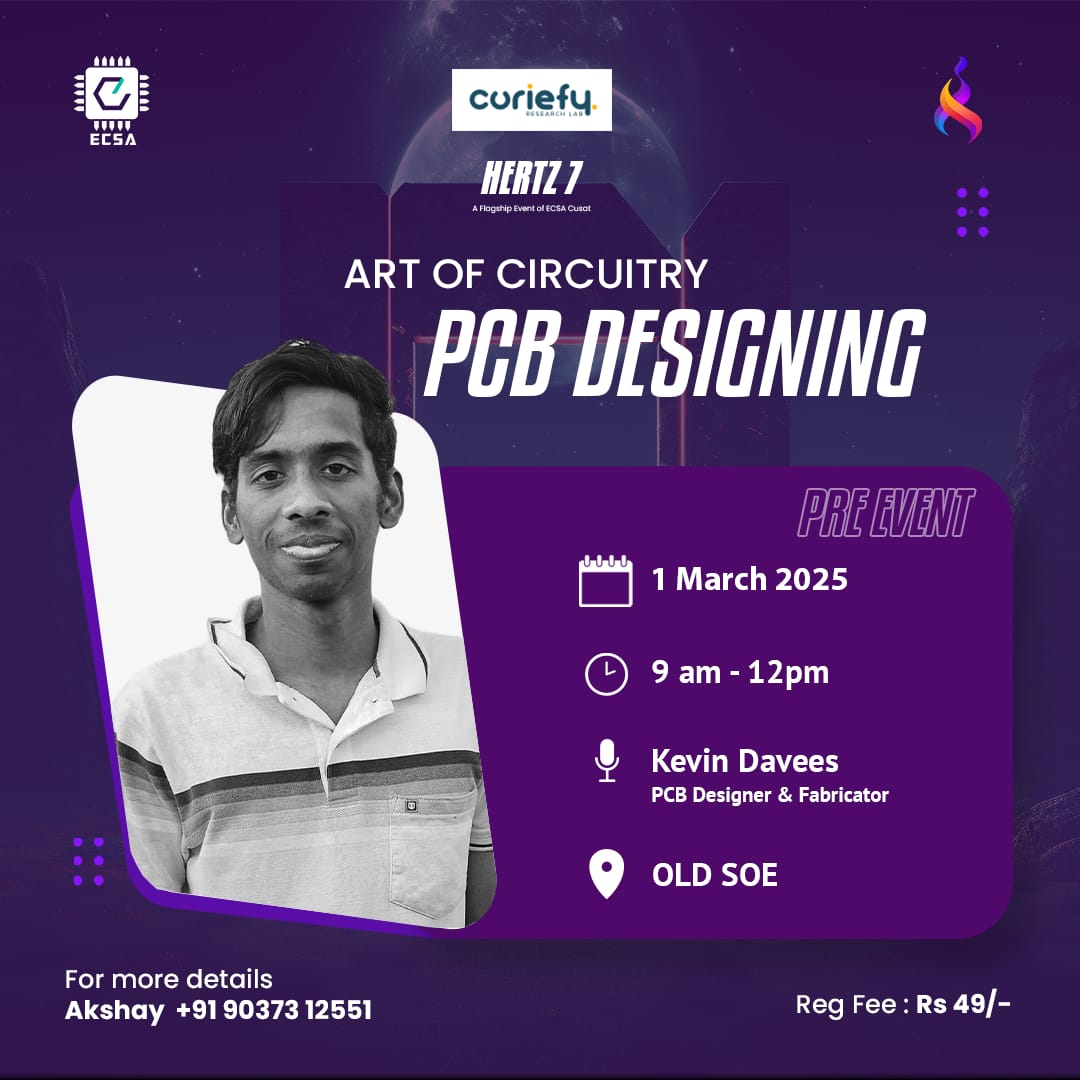 ECSA
curiefy.
RESEARCH LAB
HERTZ 7
A Flagship Event of ECSA Cusat
ART OF CIRCUITRY
PCB DESIGNING
PRE EVENT
1 March 2025
9 am - 12pm
Kevin Davees
PCB Designer & Fabricator
OLD SOE
For more details
Akshay +91 90373 12551
Reg Fee : Rs 49/-